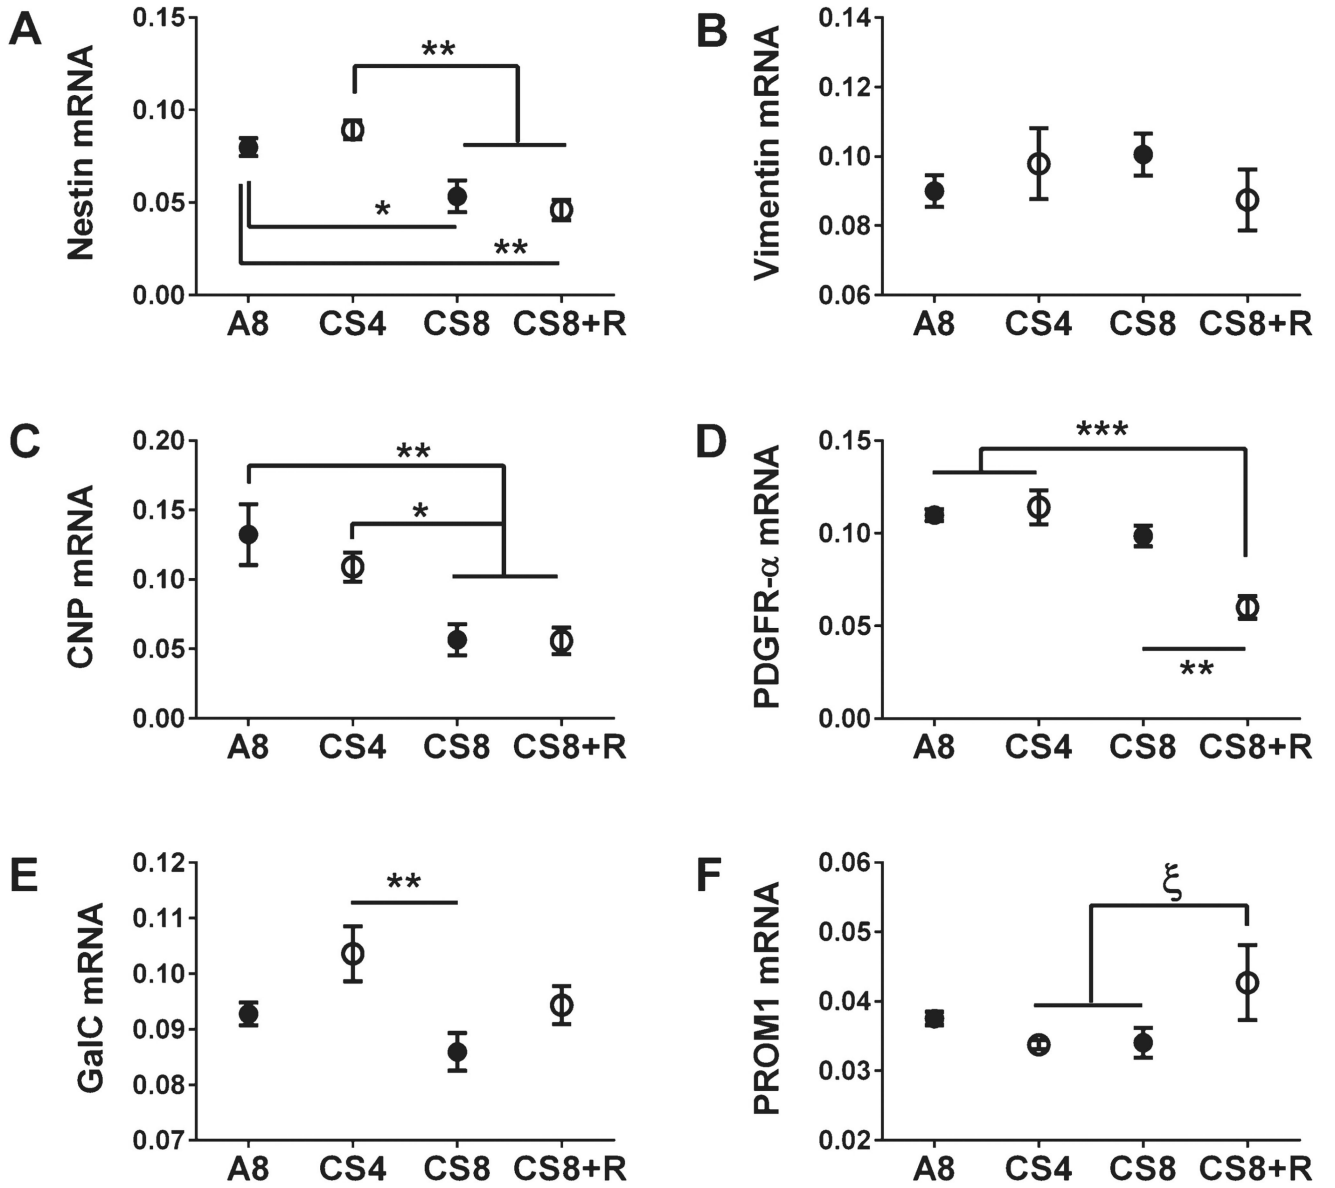 A
Nestin mRNA
0.15
0.10
0.05
0.00
**
*
**
A8 CS4 CS8 CS8+R
B
Vimentin mRNA
0.14
0.12
0.10
0.08
0.06
A8 CS4 CS8 CS8+R
C
CNP mRNA
0.20
0.15
0.10
0.05
0.00
**
*
A8 CS4 CS8 CS8+R
D
PDGFR-α mRNA
0.15
0.10
0.05
0.00
***
**
A8 CS4 CS8 CS8+R
E
GalC mRNA
0.12
0.11
0.10
0.09
0.08
0.07
**
A8 CS4 CS8 CS8+R
F
PROM1 mRNA
0.06
0.05
0.04
0.03
0.02
ξ
A8 CS4 CS8 CS8+R